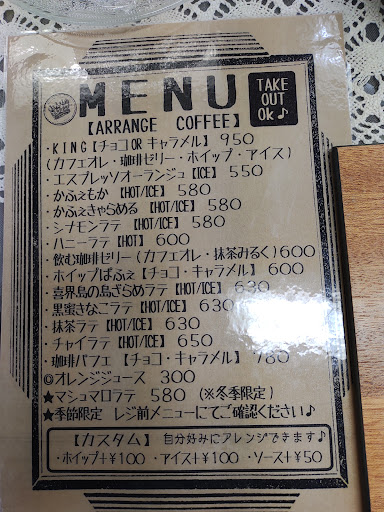 MENU
TAKE
OUT
Ok♪
【ARRANGE COFFEE】
・KING【チョコ OR キャラメル】 950
(カフェオレ・珈琲ゼリー・ホイップ・アイス)
・エスプレッソオーランジュ【ICE】 550
・かふぇもか【HOT/ICE】 580
・かふぇきゃらめる【HOT/ICE】 580
・シナモンラテ【HOT/ICE】 580
・ハニーラテ【HOT】 600
・飲む珈琲ゼリー(カフェオレ・抹茶みるく)600
・ホイップぱふぇ【チョコ・キャラメル】600
・喜界島の島ざらめラテ【HOT/ICE】 630
・黒蜜きなこラテ【HOT/ICE】 630
・抹茶ラテ【HOT/ICE】 630
・チャイラテ【HOT/ICE】 650
・珈琲パフェ【チョコ・キャラメル】 780
◎オレンジジュース 300
★マシュマロラテ 580 (※冬季限定)
★季節限定 レジ前メニューにてご確認ください♪
【カスタム】 自分好みにアレンジできます♪
・ホイップ+¥100 ・アイス+¥100 ・ソース+¥50